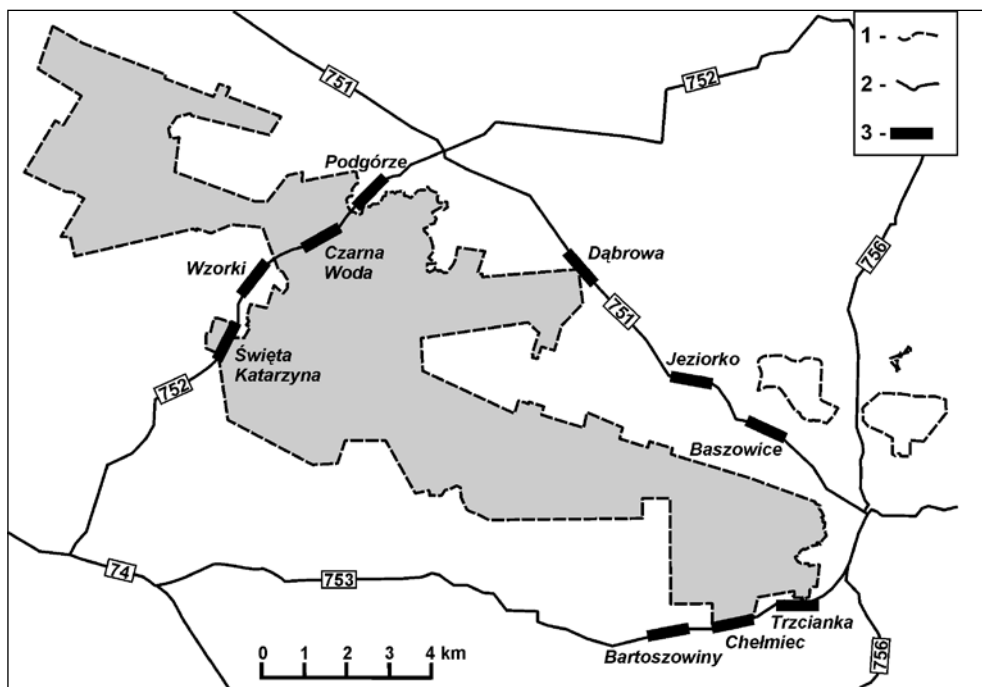 1 -
2 -
3 -
751
752
Podgórze
Czarna
Woda
Wzorki
Dąbrowa
756
751
Święta
Katarzyna
Jeziorko
752
Baszowice
74
753
Trzcianka
Chełmiec
Bartoszowiny
756
0 1 2 3 4 km